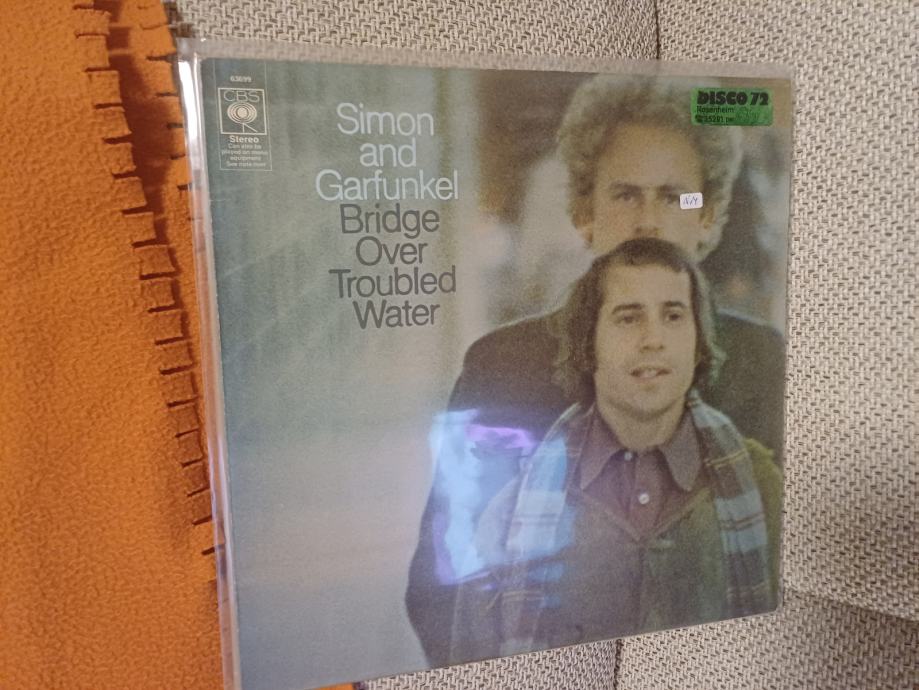 63699
CBS
Stereo
Can also be
played on mono
equipment
See note over
Simon
and
Garfunkel
Bridge
Over
Troubled
Water
DISCO 72
Rosenheim